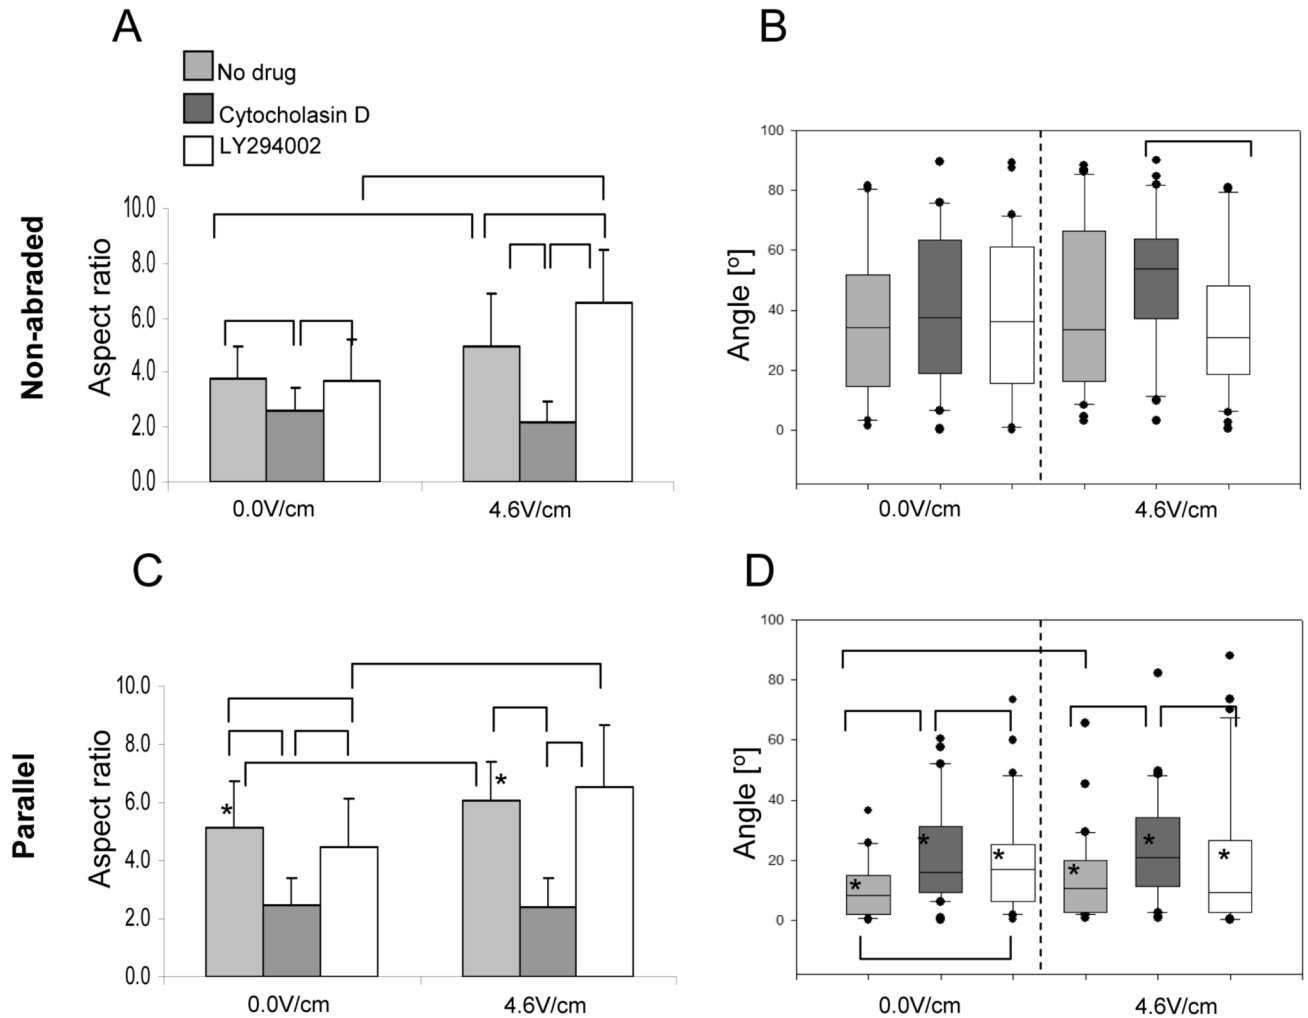 A
No drug
Cytocholasin D
LY294002
Non-abraded
Aspect ratio
10.0
8.0
6.0
4.0
2.0
0.0
0.0V/cm
4.6V/cm
B
Angle [º]
100
80
60
40
20
0
0.0V/cm
4.6V/cm
C
Parallel
Aspect ratio
10.0
8.0
6.0
4.0
2.0
0.0
*
*
0.0V/cm
4.6V/cm
D
Angle [º]
100
80
60
40
20
0
* * * * * *
0.0V/cm
4.6V/cm